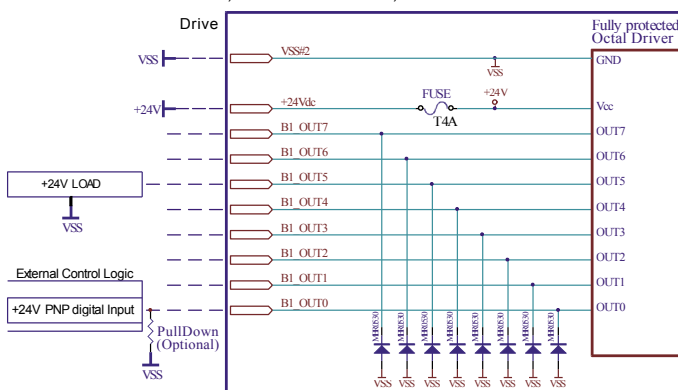 Drive
Fully protected
Octal Driver
VSS
VSS#2
GND
VSS
+24V
+24Vdc
FUSE
T4A
+24V
Vcc
B1_OUT7
OUT7
B1_OUT6
OUT6
+24V LOAD
B1_OUT5
OUT5
VSS
B1_OUT4
OUT4
B1_OUT3
OUT3
B1_OUT2
OUT2
External Control Logic
B1_OUT1
OUT1
+24V PNP digital Input
B1_OUT0
OUT0
PullDown
(Optional)
VSS
VSS VSS VSS VSS VSS VSS VSS VSS